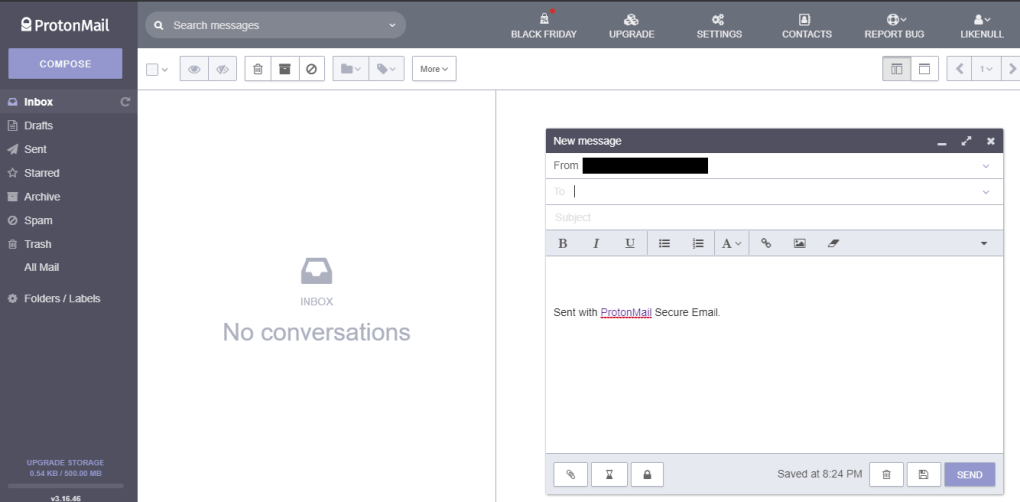 ProtonMail
Search messages
BLACK FRIDAY
UPGRADE
SETTINGS
CONTACTS
REPORT BUG
LIKENULL
COMPOSE
More
1
Inbox
Drafts
Sent
Starred
Archive
Spam
Trash
All Mail
Folders / Labels
UPGRADE STORAGE
0.54 KB / 500.00 MB
v3.16.46
INBOX
No conversations
New message
From
To
Subject
B I U A
Sent with ProtonMail Secure Email.
Saved at 8:24 PM
SEND